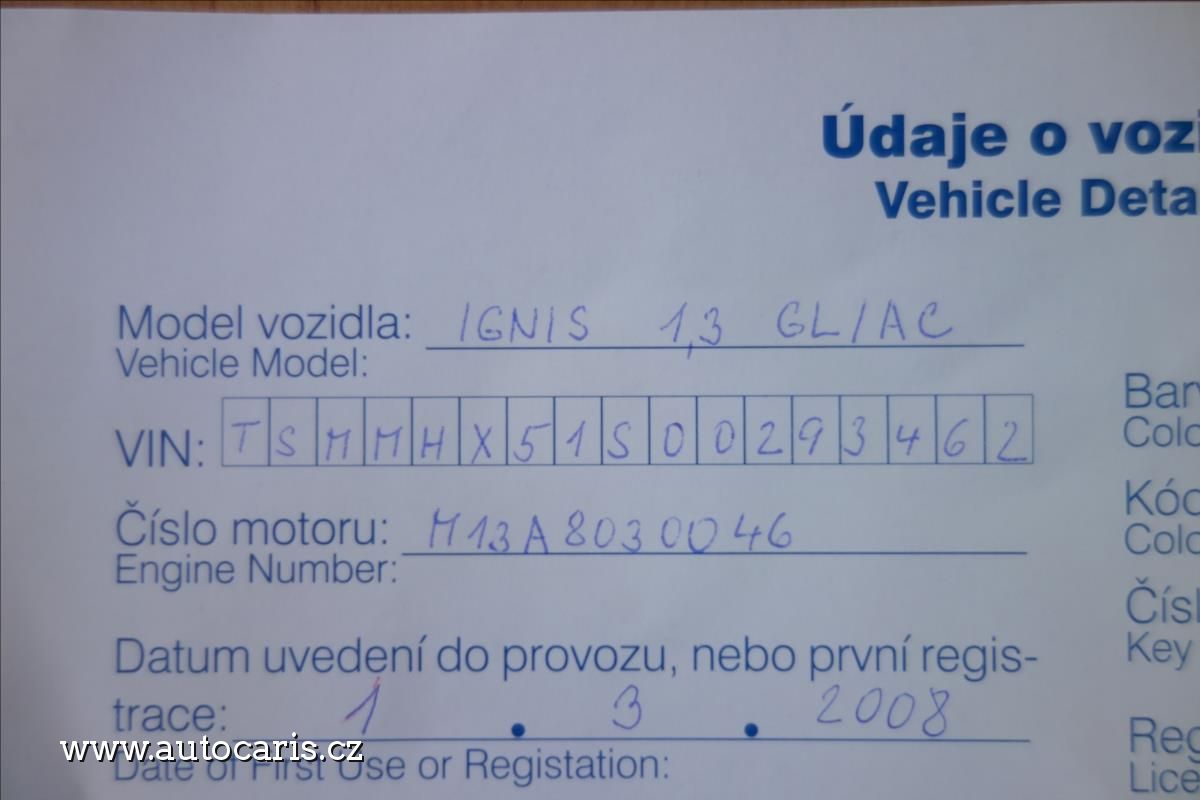 Údaje o voz
Vehicle Deta
Model vozidla: IGNIS 1,3 GL/AC
Vehicle Model:
VIN: TSMMHX51S00293462
Číslo motoru: M13A8030046
Engine Number:
Datum uvedení do provozu, nebo první regis-
trace: 1 . 3 . 2008
Date of First Use or Registation:
Bar
Colo
Kód
Colo
Čísl
Key
Reg
Lice
www.autocaris.cz